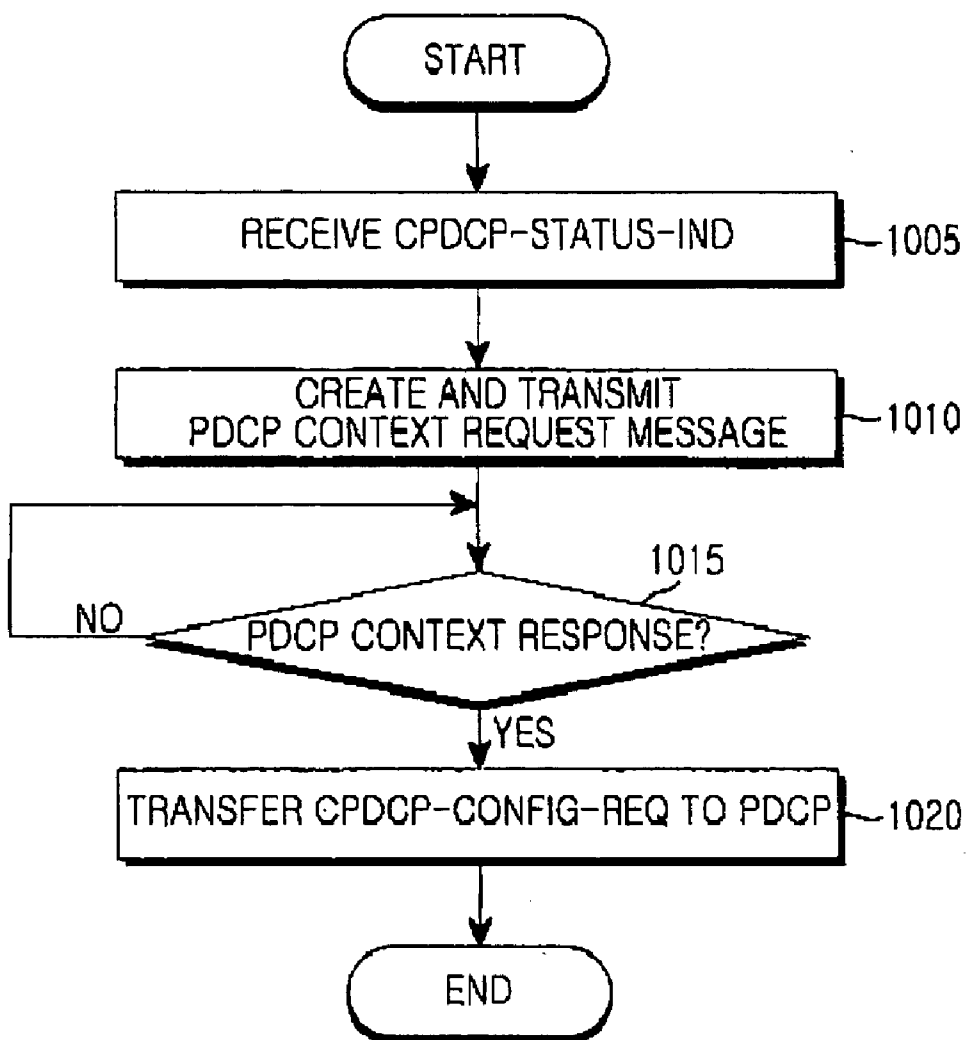 START
RECEIVE CPDCP-STATUS-IND
1005
CREATE AND TRANSMIT
PDCP CONTEXT REQUEST MESSAGE
1010
1015
NO
PDCP CONTEXT RESPONSE?
YES
TRANSFER CPDCP-CONFIG-REQ TO PDCP
1020
END